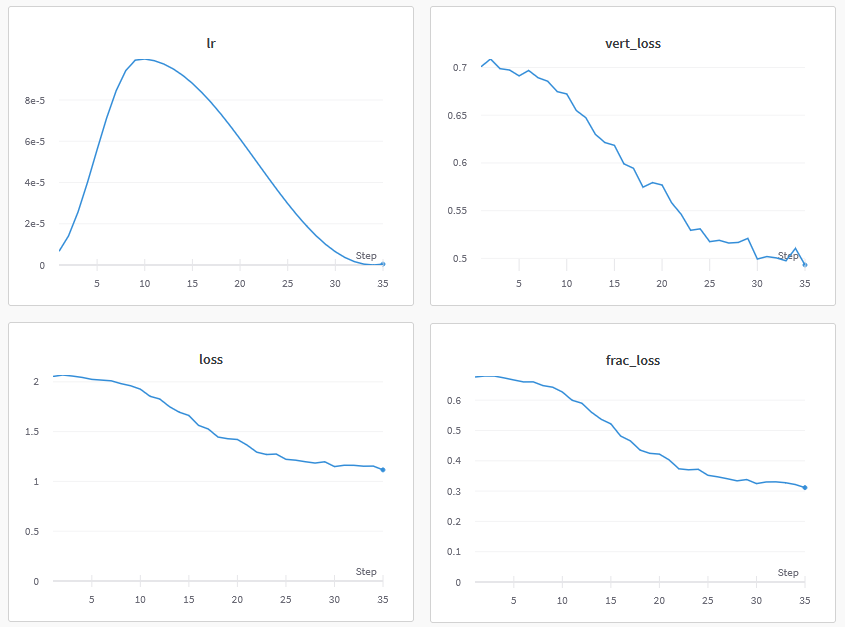 lr
8e-5
6e-5
4e-5
2e-5
0
Step
5 10 15 20 25 30 35
vert_loss
0.7
0.65
0.6
0.55
0.5
Step
5 10 15 20 25 30 35
loss
2
1.5
1
0.5
0
Step
5 10 15 20 25 30 35
frac_loss
0.6
0.5
0.4
0.3
0.2
0.1
0
Step
5 10 15 20 25 30 35